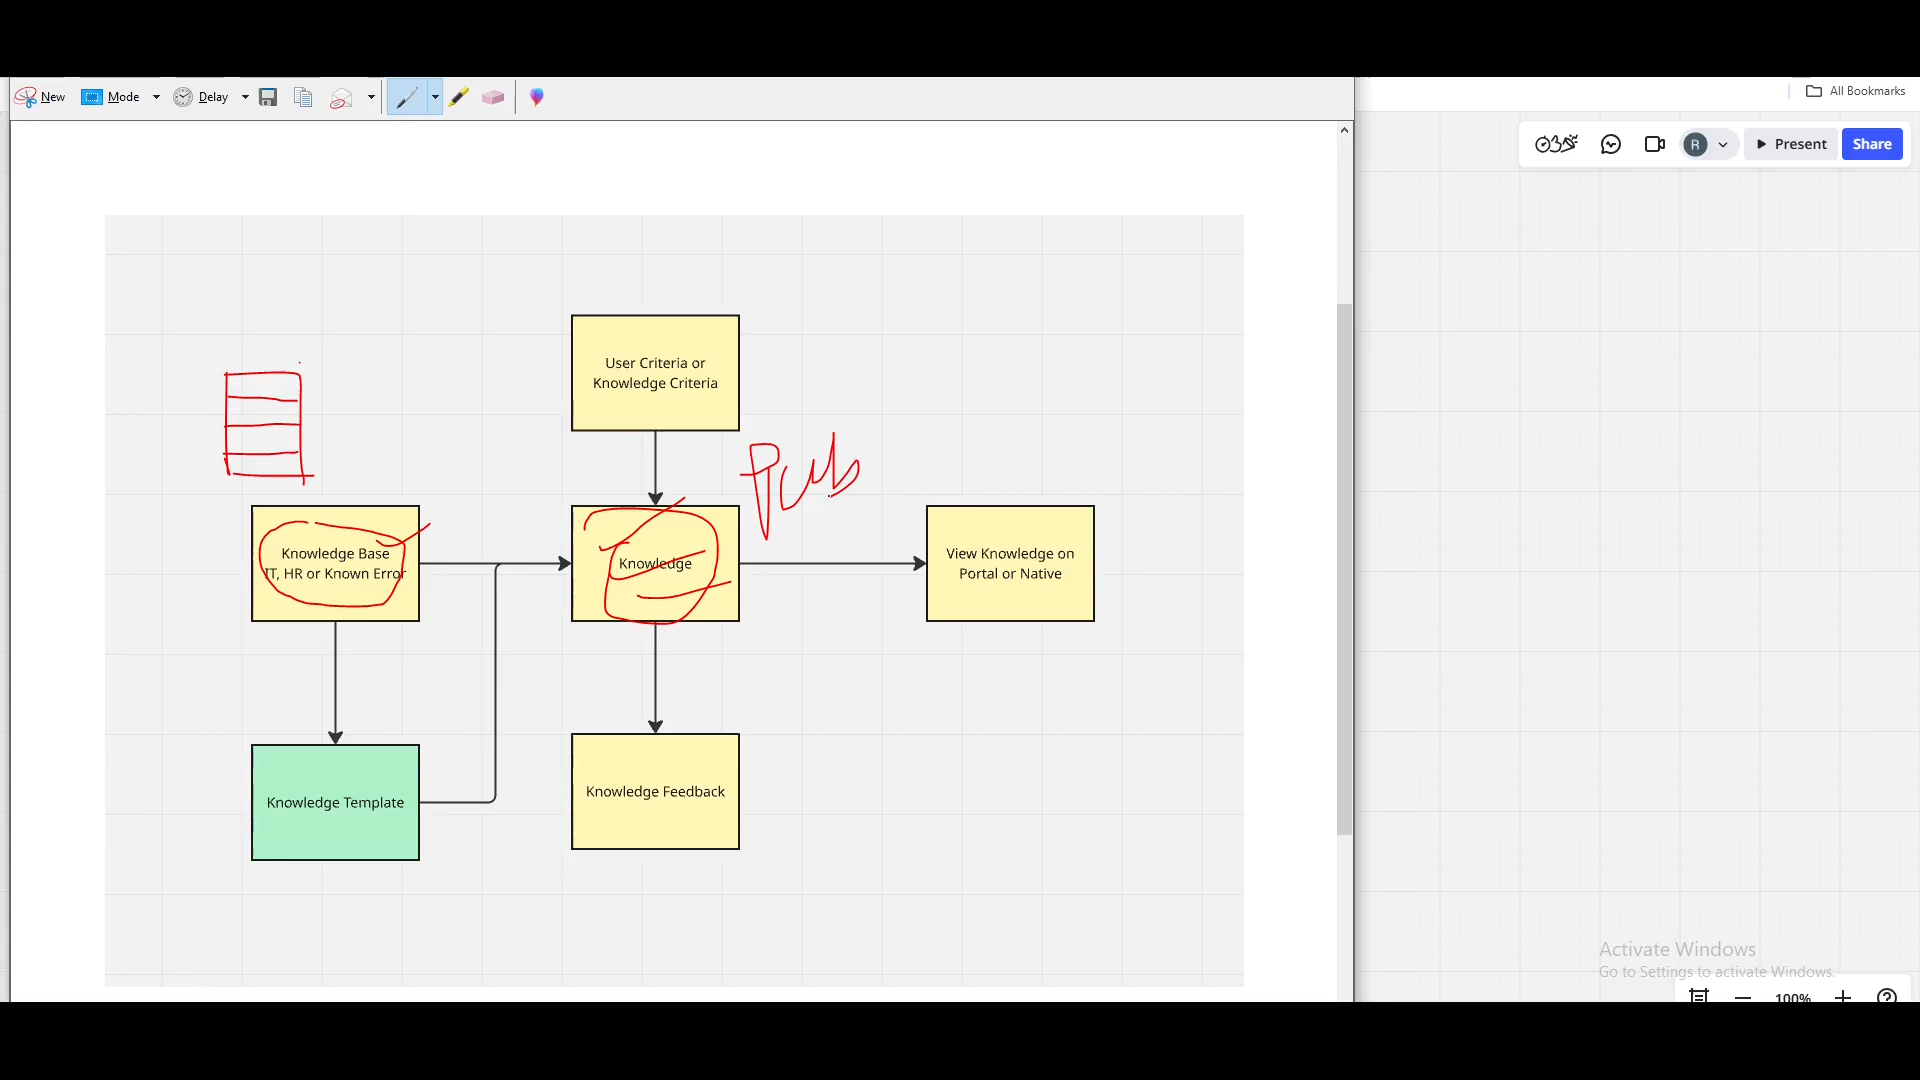 New
Mode
Delay
All Bookmarks
R
Present
Share
User Criteria or
Knowledge Criteria
Pub
Knowledge Base
IT, HR or Known Error
Knowledge
View Knowledge on
Portal or Native
Knowledge Template
Knowledge Feedback
Activate Windows
Go to Settings to activate Windows.
100%